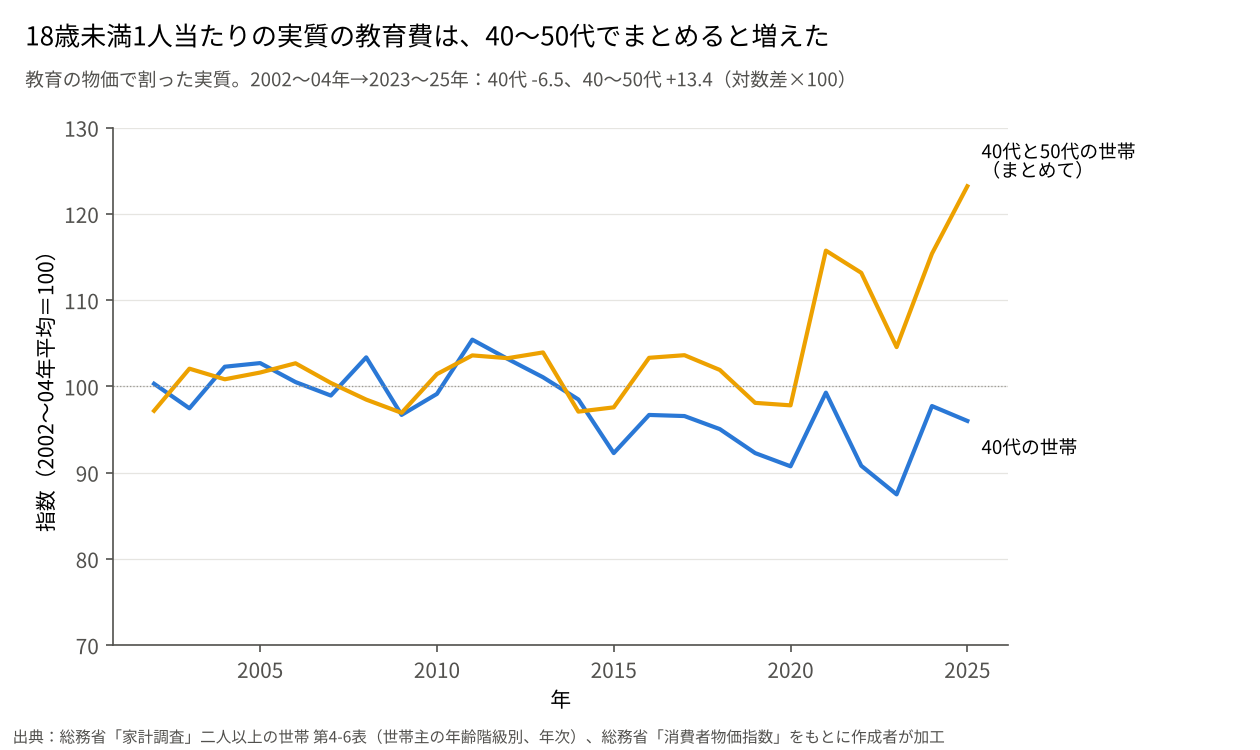 18歳未満1人当たりの実質の教育費は、40〜50代でまとめると増えた
教育の物価で割った実質。2002〜04年→2023〜25年：40代 -6.5、40〜50代 +13.4（対数差×100）
指数（2002〜04年平均＝100）
130
120
110
100
90
80
70
40代と50代の世帯
（まとめて）
40代の世帯
2005
2010
2015
2020
2025
年
出典：総務省「家計調査」二人以上の世帯 第4-6表（世帯主の年齢階級別、年次）、総務省「消費者物価指数」をもとに作成者が加工